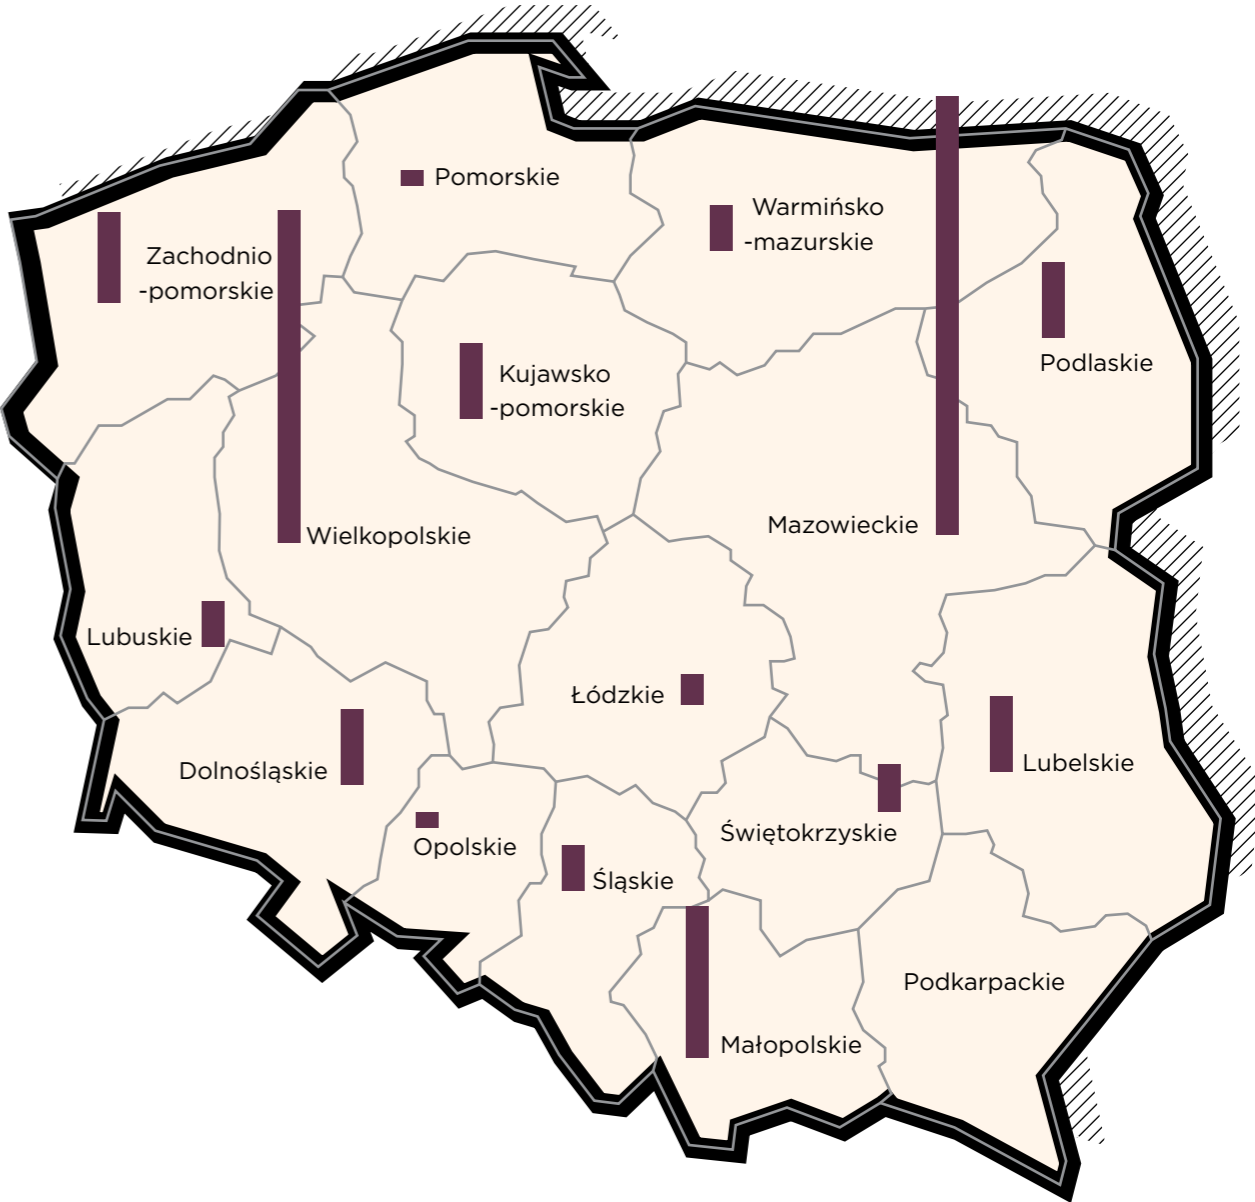 Pomorskie
Warmińsko
-mazurskie
Zachodnio
-pomorskie
Podlaskie
Kujawsko
-pomorskie
Mazowieckie
Wielkopolskie
Lubuskie
Łódzkie
Lubelskie
Dolnośląskie
Świętokrzyskie
Opolskie
Śląskie
Podkarpackie
Małopolskie